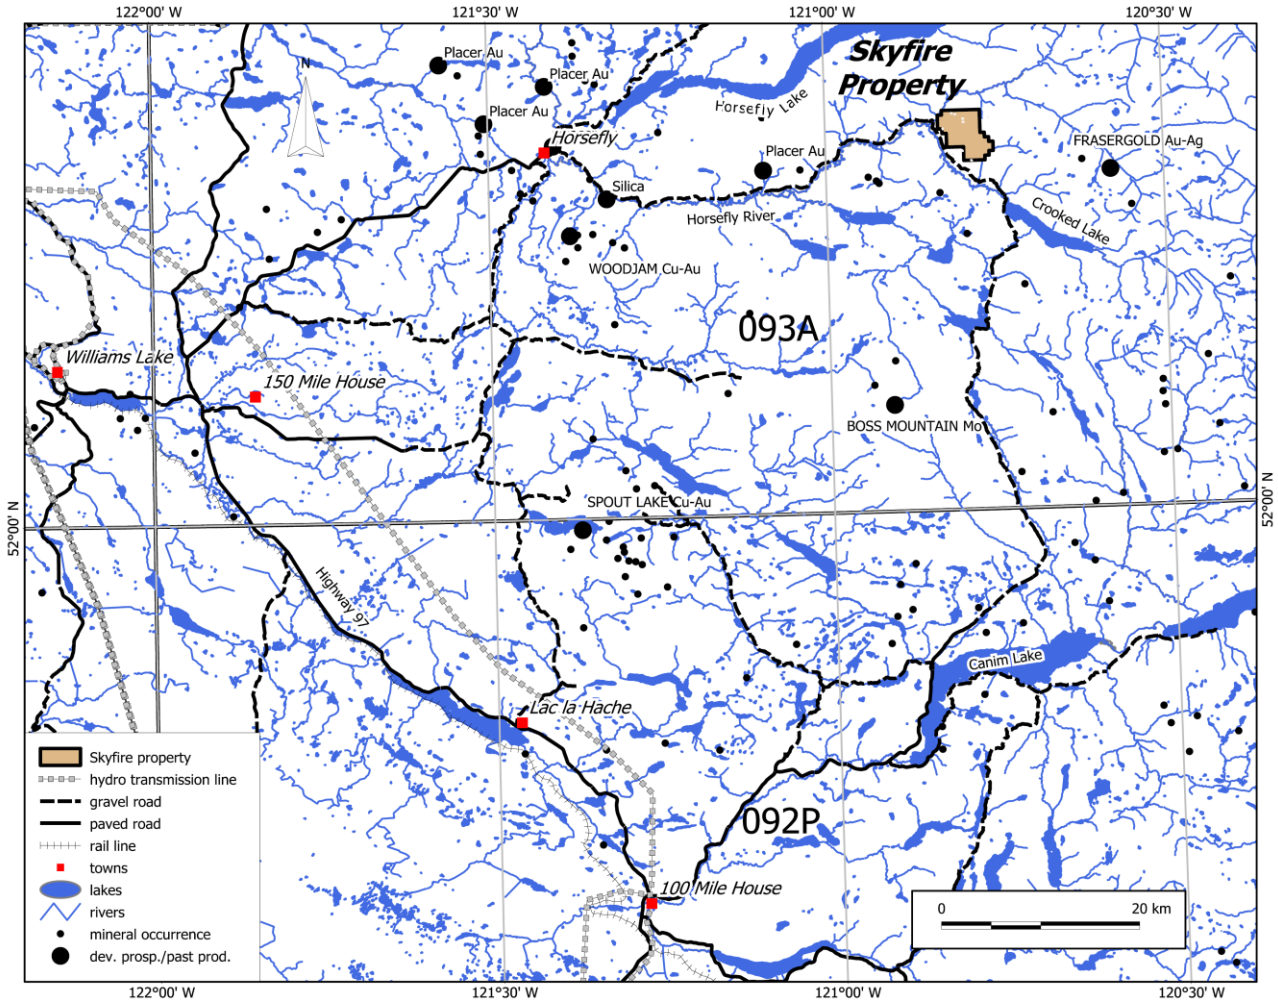 122°00' W
121°30' W
121°00' W
120°30' W
Skyfire
Property
Placer Au
Placer Au
Placer Au
Horsefly Lake
Horsefly
N
Placer Au
FRASERGOLD Au-Ag
Silica
Horsefly River
Crooked Lake
WOODJAM Cu-Au
093A
Williams Lake
150 Mile House
BOSS MOUNTAIN Mo
SPOUT LAKE Cu-Au
52°00' N
52°00' N
Highway 97
Canim Lake
Lac la Hache
092P
100 Mile House
Skyfire property
hydro transmission line
gravel road
paved road
rail line
towns
lakes
rivers
mineral occurrence
dev. prosp./past prod.
0 20 km
122°00' W
121°30' W
121°00' W
120°30' W